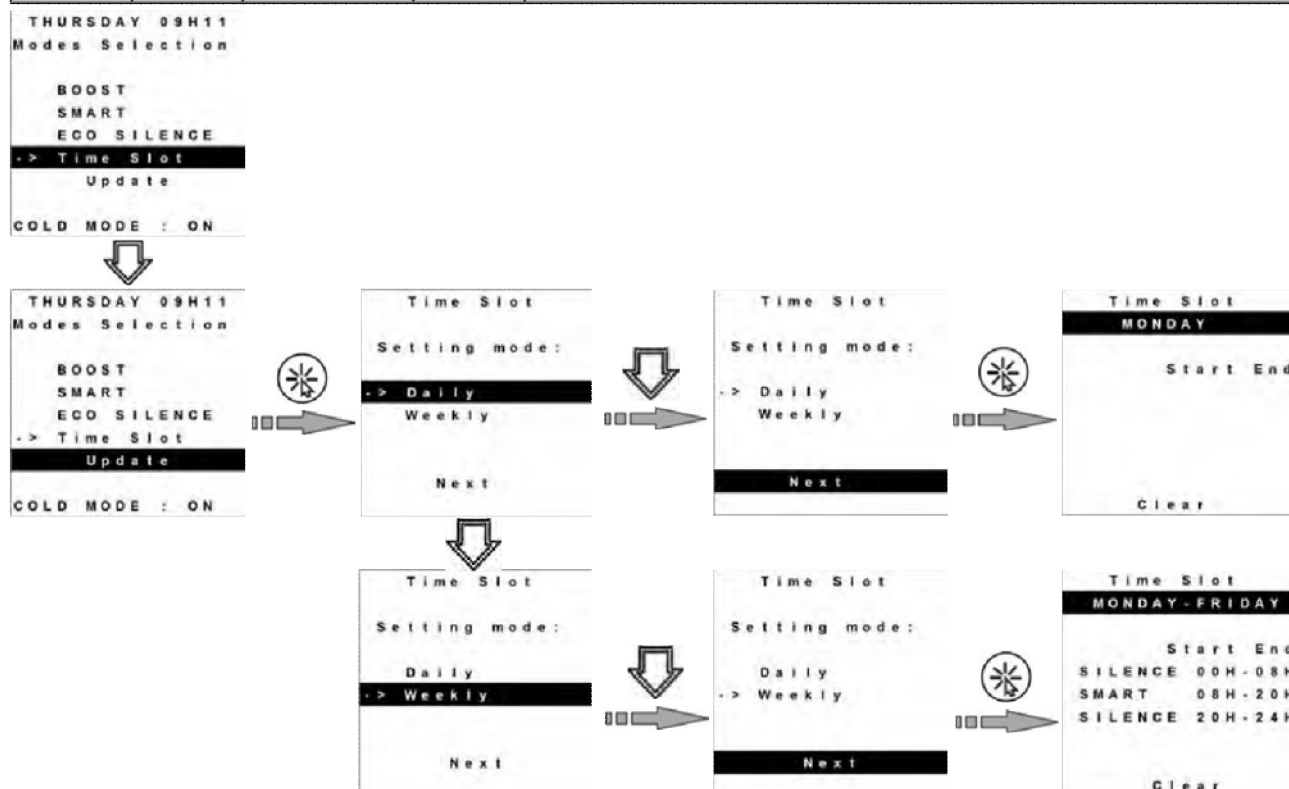 THURSDAY 09H11
Modes Selection
BOOST
SMART
ECO SILENCE
-> Time Slot
Update
COLD MODE : ON
THURSDAY 09H11
Modes Selection
BOOST
SMART
ECO SILENCE
-> Time Slot
Update
COLD MODE : ON
Time Slot
Setting mode:
-> Daily
Weekly
Next
Time Slot
Setting mode:
-> Daily
Weekly
Next
Time Slot
MONDAY
Start End
Clear
Time Slot
Setting mode:
Daily
-> Weekly
Next
Time Slot
Setting mode:
Daily
-> Weekly
Next
Time Slot
MONDAY-FRIDAY
Start End
SILENCE 00H-08H
SMART 08H-20H
SILENCE 20H-24H
Clear